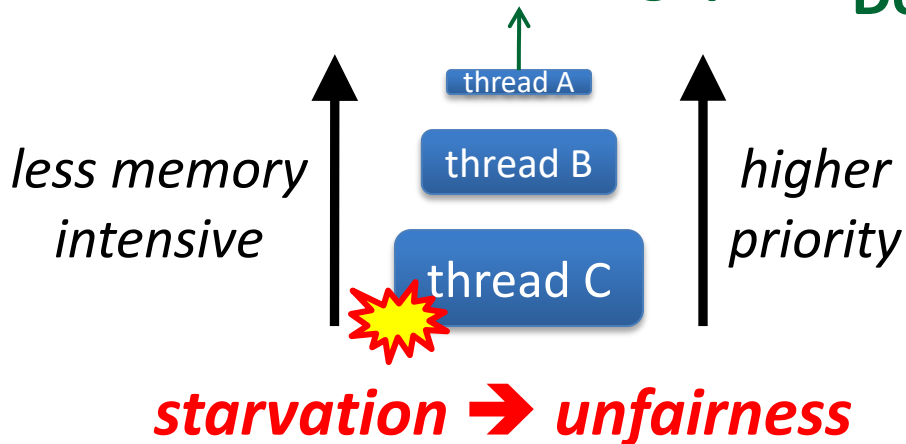 thread A
less memory
intensive
thread B
higher
priority
thread C
starvation ➔ unfairness